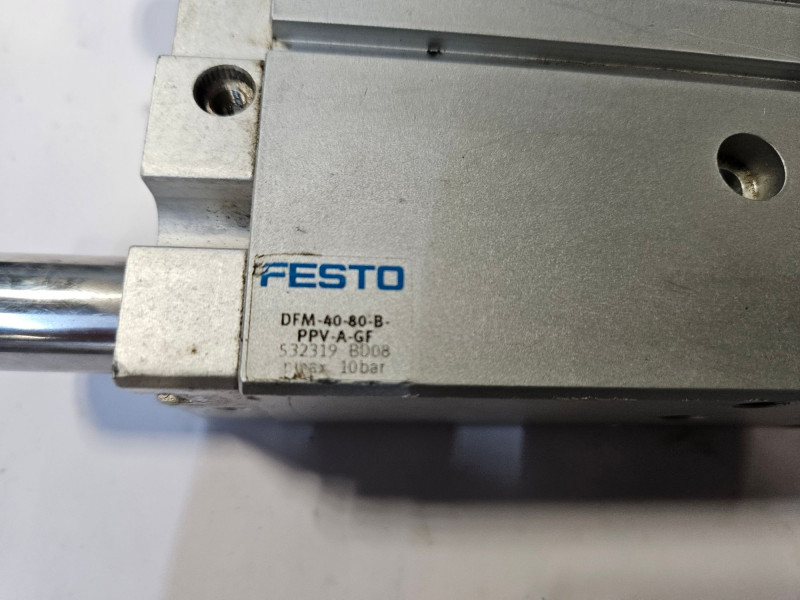 FESTO
DFM-40-80-B-
PPV-A-GF
532319 BD08
pmax 10bar